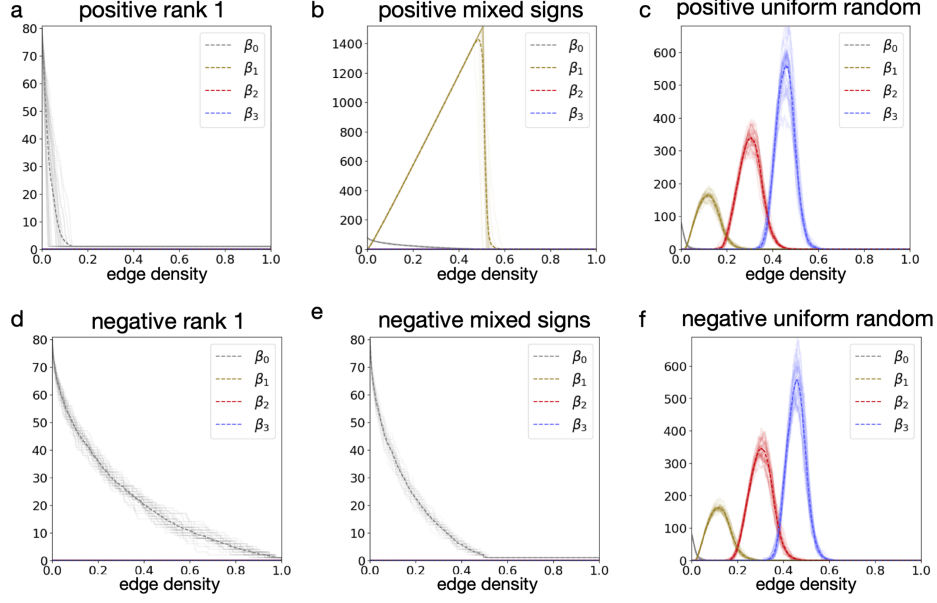 a positive rank 1
80
70
60
50
40
30
20
10
0
β0
β1
β2
β3
0.0 0.2 0.4 0.6 0.8 1.0
edge density
b positive mixed signs
1400
1200
1000
800
600
400
200
0
β0
β1
β2
β3
0.0 0.2 0.4 0.6 0.8 1.0
edge density
c positive uniform random
600
500
400
300
200
100
0
β0
β1
β2
β3
0.0 0.2 0.4 0.6 0.8 1.0
edge density
d negative rank 1
80
70
60
50
40
30
20
10
0
β0
β1
β2
β3
0.0 0.2 0.4 0.6 0.8 1.0
edge density
e negative mixed signs
80
70
60
50
40
30
20
10
0
β0
β1
β2
β3
0.0 0.2 0.4 0.6 0.8 1.0
edge density
f negative uniform random
600
500
400
300
200
100
0
β0
β1
β2
β3
0.0 0.2 0.4 0.6 0.8 1.0
edge density